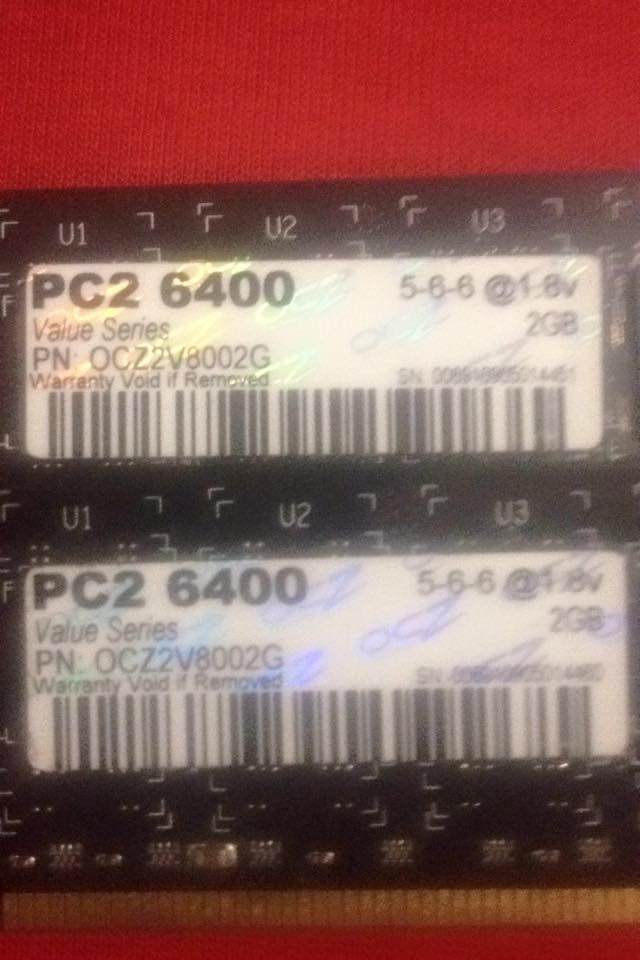 U1 U2 U3
PC2 6400 5-6-6 @1.8v
Value Series 2GB
PN: OCZ2V8002G
Warranty Void if Removed SN:
U1 U2 U3
PC2 6400 5-6-6 @1.8v
Value Series 2GB
PN: OCZ2V8002G
Warranty Void if Removed SN: